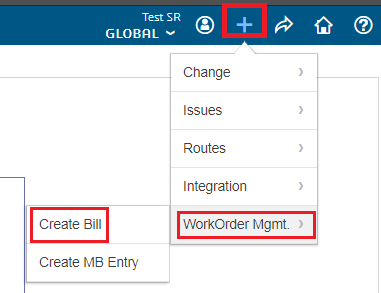 Test SR
GLOBAL
Change
Issues
Routes
Integration
WorkOrder Mgmt.
Create Bill
Create MB Entry